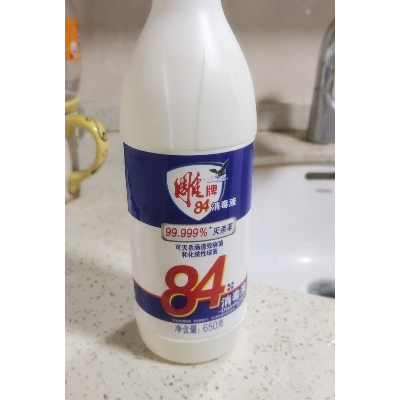 雕牌
84消毒液
99.999%*灭杀率
可灭杀肠道致病菌
和化脓性球菌
84
消毒液
净含量：650克